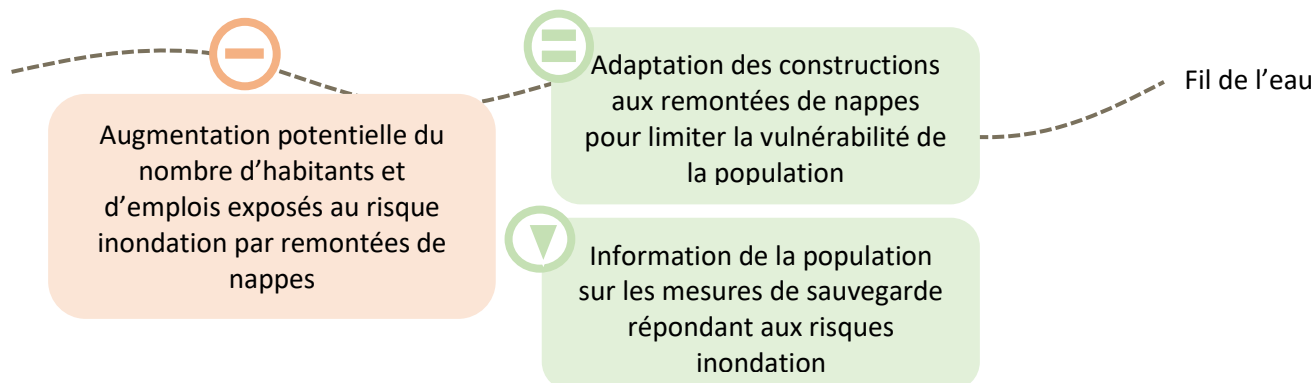 Augmentation potentielle du
nombre d’habitants et
d’emplois exposés au risque
inondation par remontées de
nappes
Adaptation des constructions
aux remontées de nappes
pour limiter la vulnérabilité de
la population
Information de la population
sur les mesures de sauvegarde
répondant aux risques
inondation
Fil de l’eau